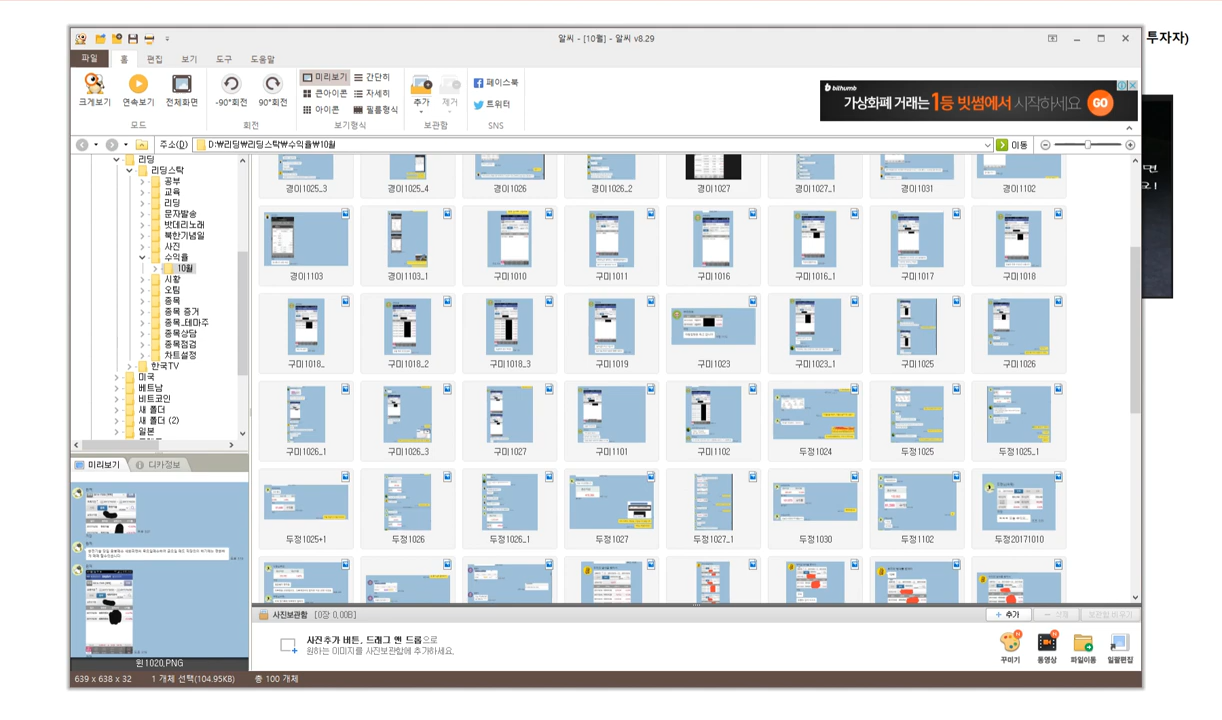 알씨 - [10월] - 알씨 v8.29
투자자)
파일 홈 편집 보기 도구 도움말
크게보기 연속보기 전체화면
-90°회전 90°회전
미리보기 간단히
큰아이콘 자세히
아이콘 필름형식
추가 제거
페이스북
트위터
모드 회전 보기형식 보관함 SNS
bithumb
가상화폐 거래는 1등 빗썸에서 시작하세요 GO
주소(D) D:\리딩\리딩스탁\수익률\10월 이동
리딩
리딩스탁
공부
교육
리딩
문자발송
밧데리노래
북한기념일
사진
수익률
10월
시황
오팀
종목
종목 증거
종목_테마주
종목상담
종목점검
차트설정
한국TV
미국
베트남
비트코인
새 폴더
새 폴더 (2)
일본
경이1025_3 경이1025_4 경이1026 경이1026_2 경이1027 경이1027_1 경이1031 경이1102
경이1103 경이1103_1 구미1010 구미1011 구미1016 구미1016_1 구미1017 구미1018
구미1018_ 구미1018_2 구미1018_3 구미1019 구미1023 구미1023_1 구미1025 구미1026
구미1026_1 구미1026_3 구미1027 구미1101 구미1102 두정1024 두정1025 두정1025_1
두정1025+1 두정1026 두정1026_1 두정1027 두정1027_1 두정1030 두정1102 두정20171010
미리보기 디카정보
원1020.PNG
사진보관함 [0장 0.00B]
추가 삭제 보관함 비우기
사진추가 버튼, 드래그 앤 드롭으로
원하는 이미지를 사진보관함에 추가하세요.
꾸미기 동영상 파일이동 일괄편집
639 x 638 x 32 1 개체 선택(104.95KB) 총 100 개체